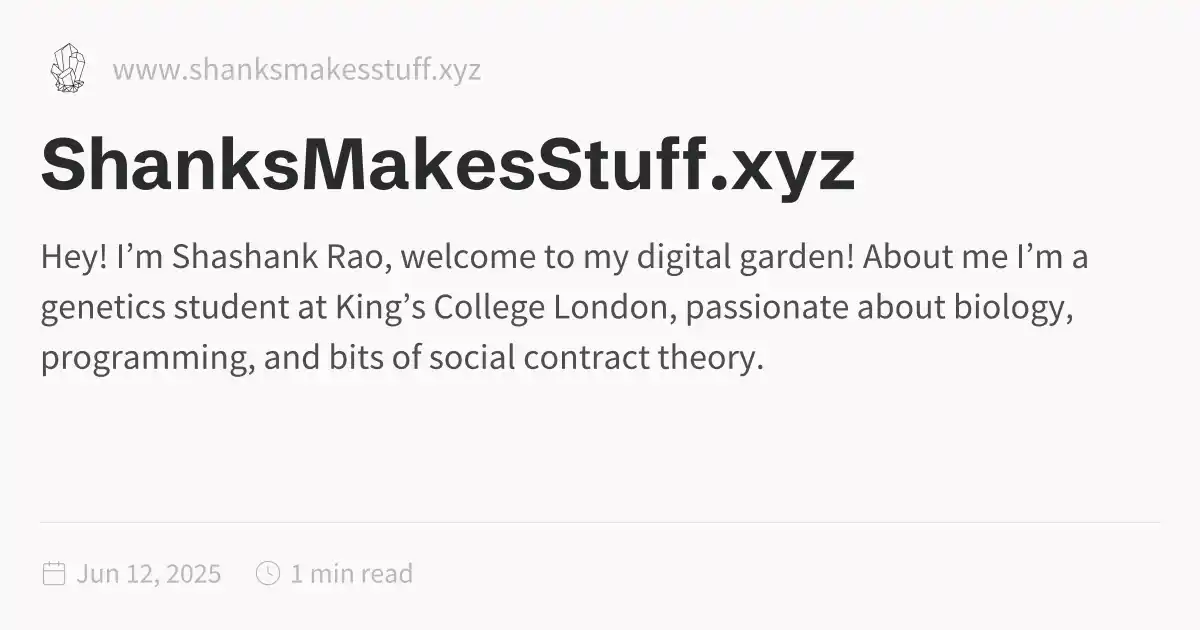 www.shanksmakesstuff.xyz
ShanksMakesStuff.xyz
Hey! I’m Shashank Rao, welcome to my digital garden! About me I’m a
genetics student at King’s College London, passionate about biology,
programming, and bits of social contract theory.
Jun 12, 2025 1 min read